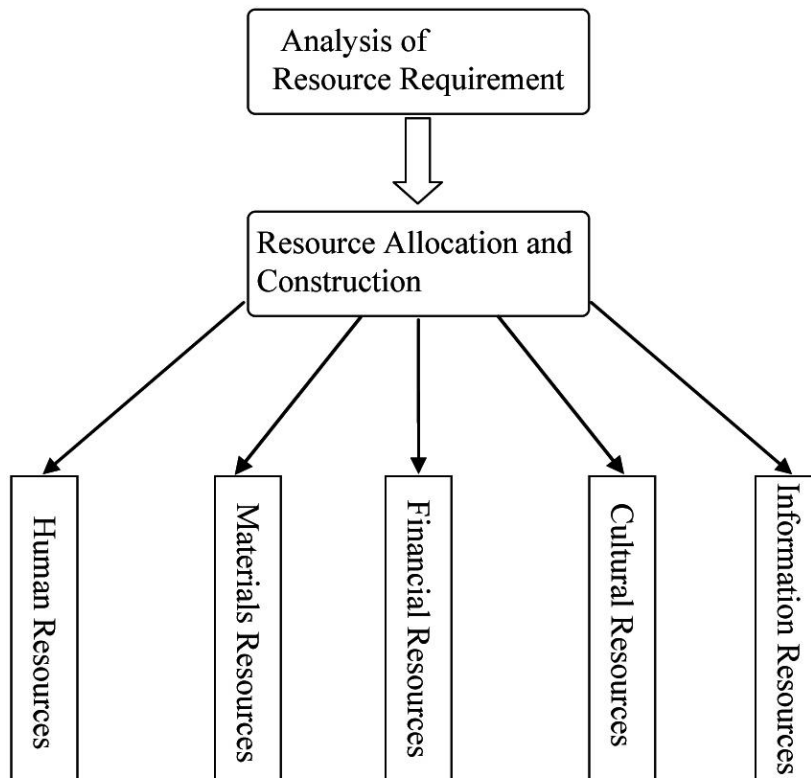 Analysis of
Resource Requirement
Resource Allocation and
Construction
Human Resources
Materials Resources
Financial Resources
Cultural Resources
Information Resources